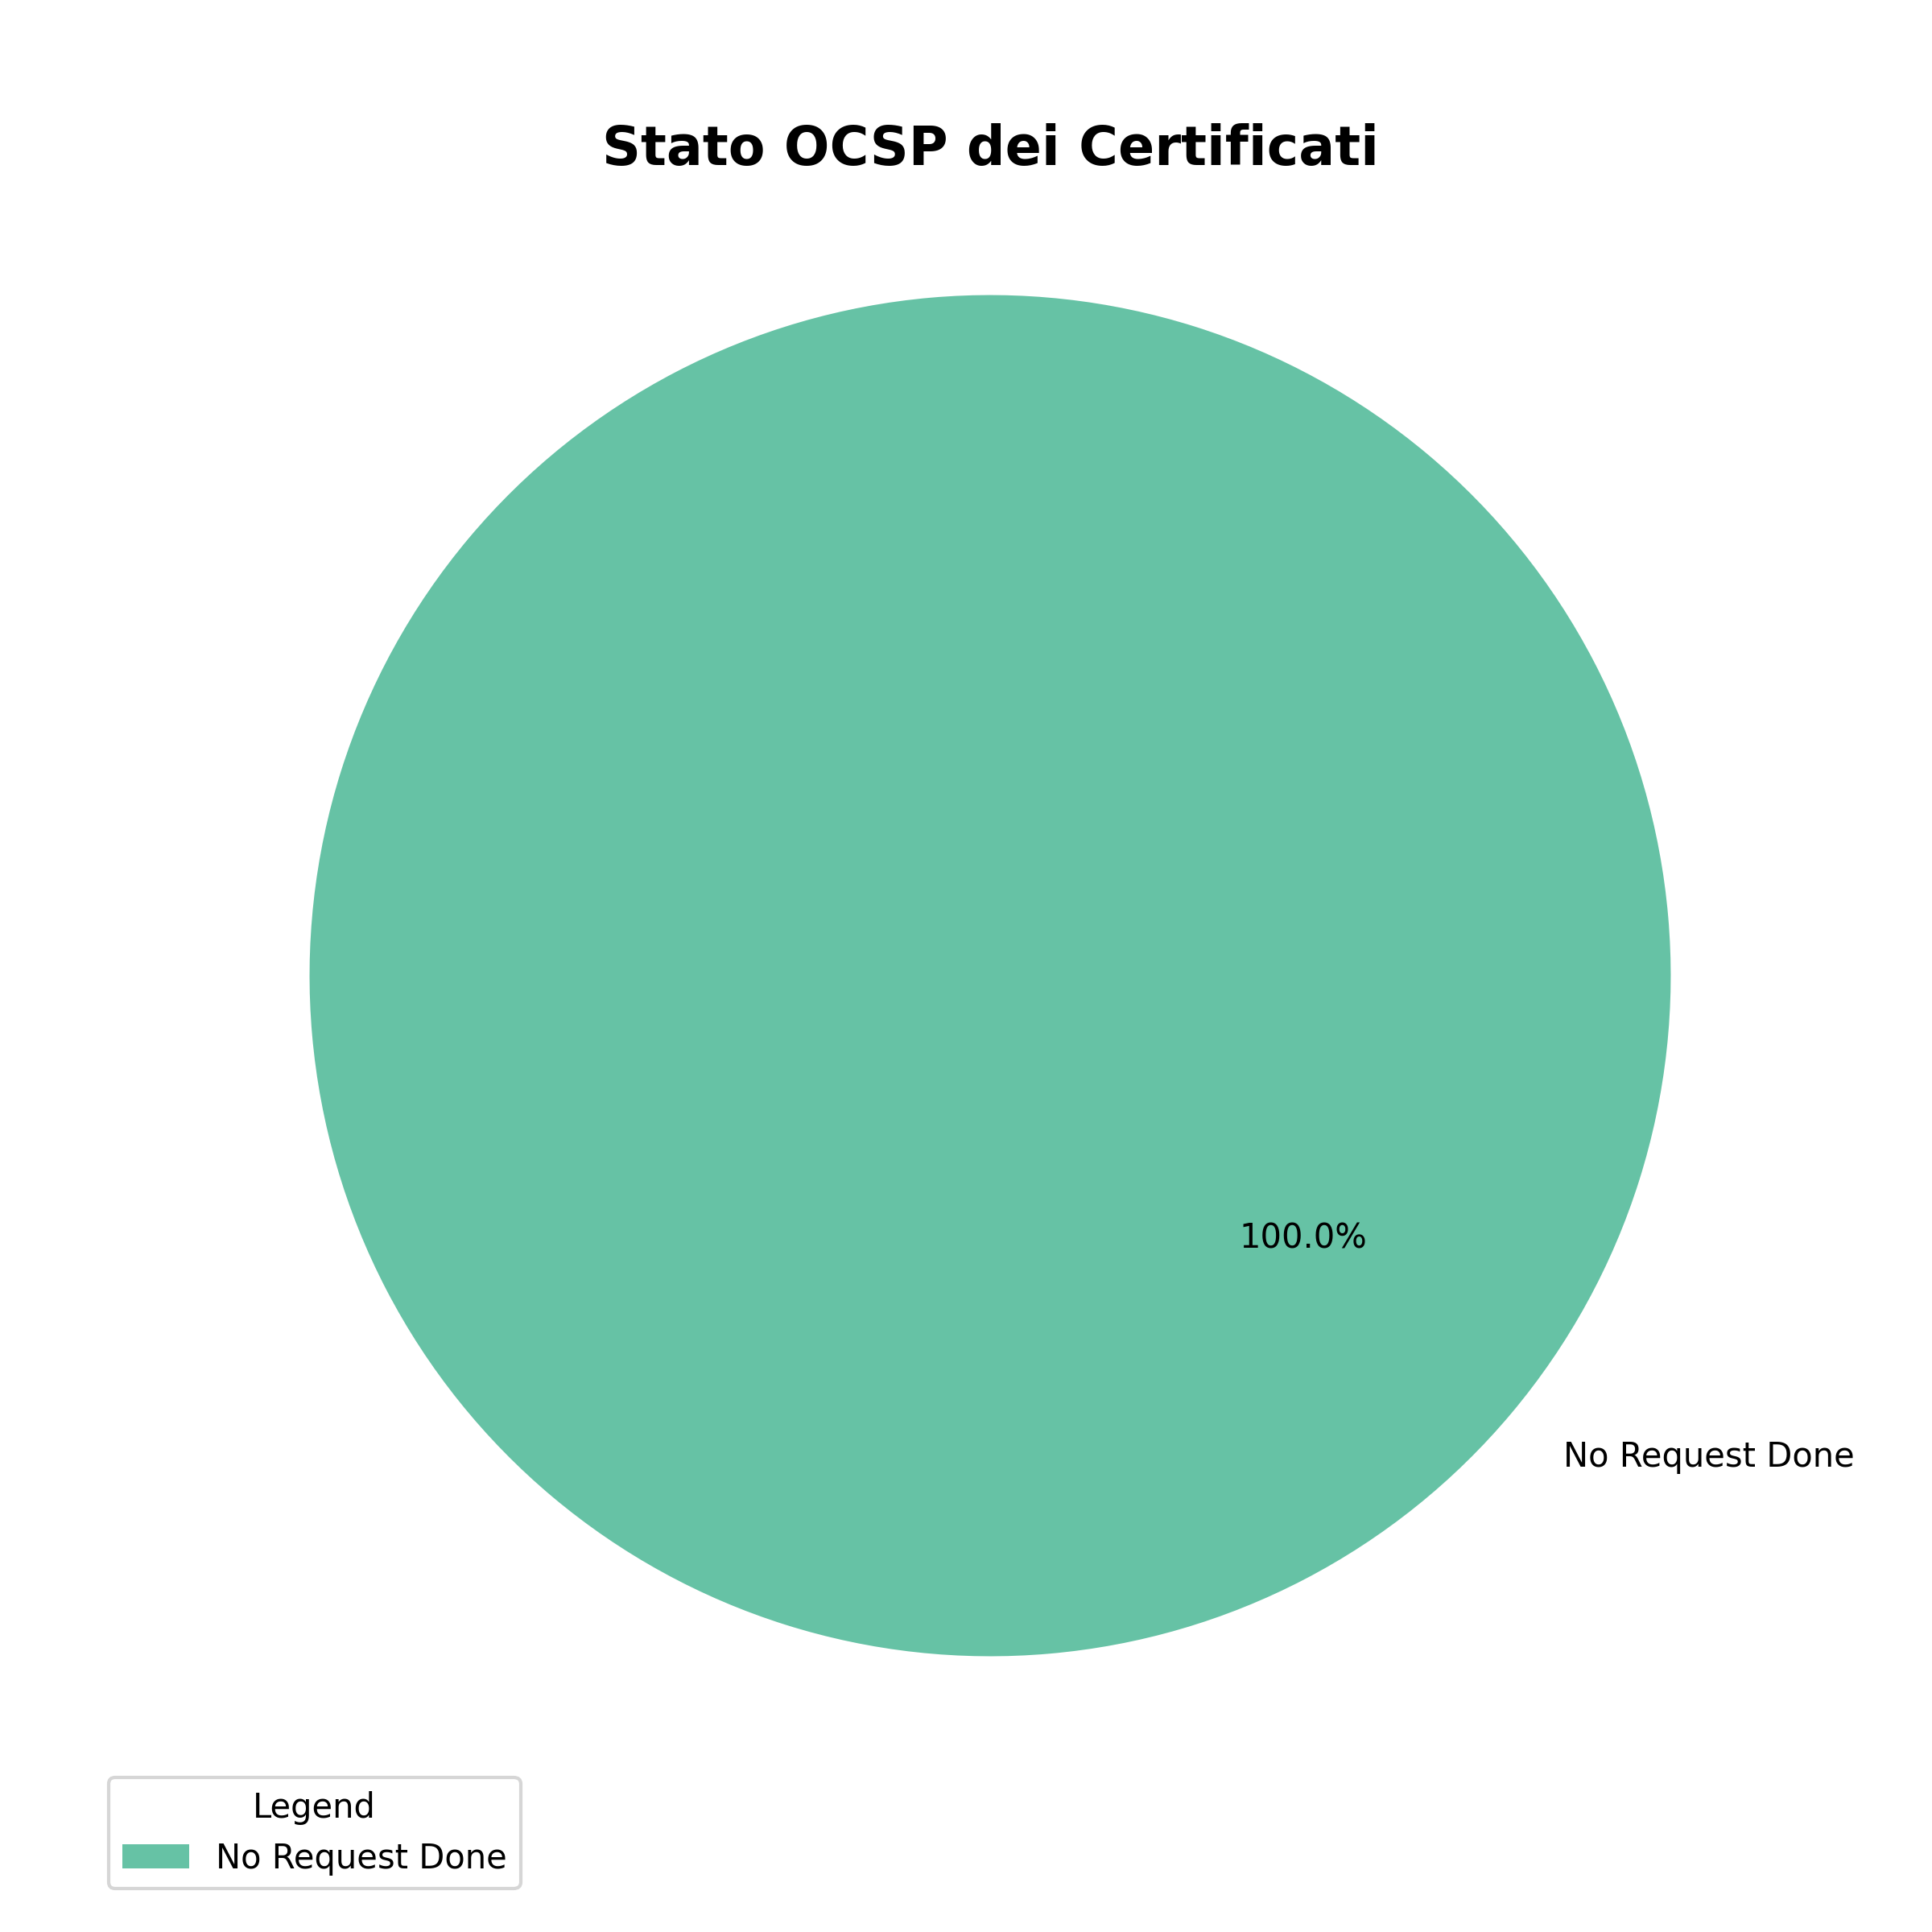 Stato OCSP dei Certificati
100.0%
No Request Done
Legend
No Request Done